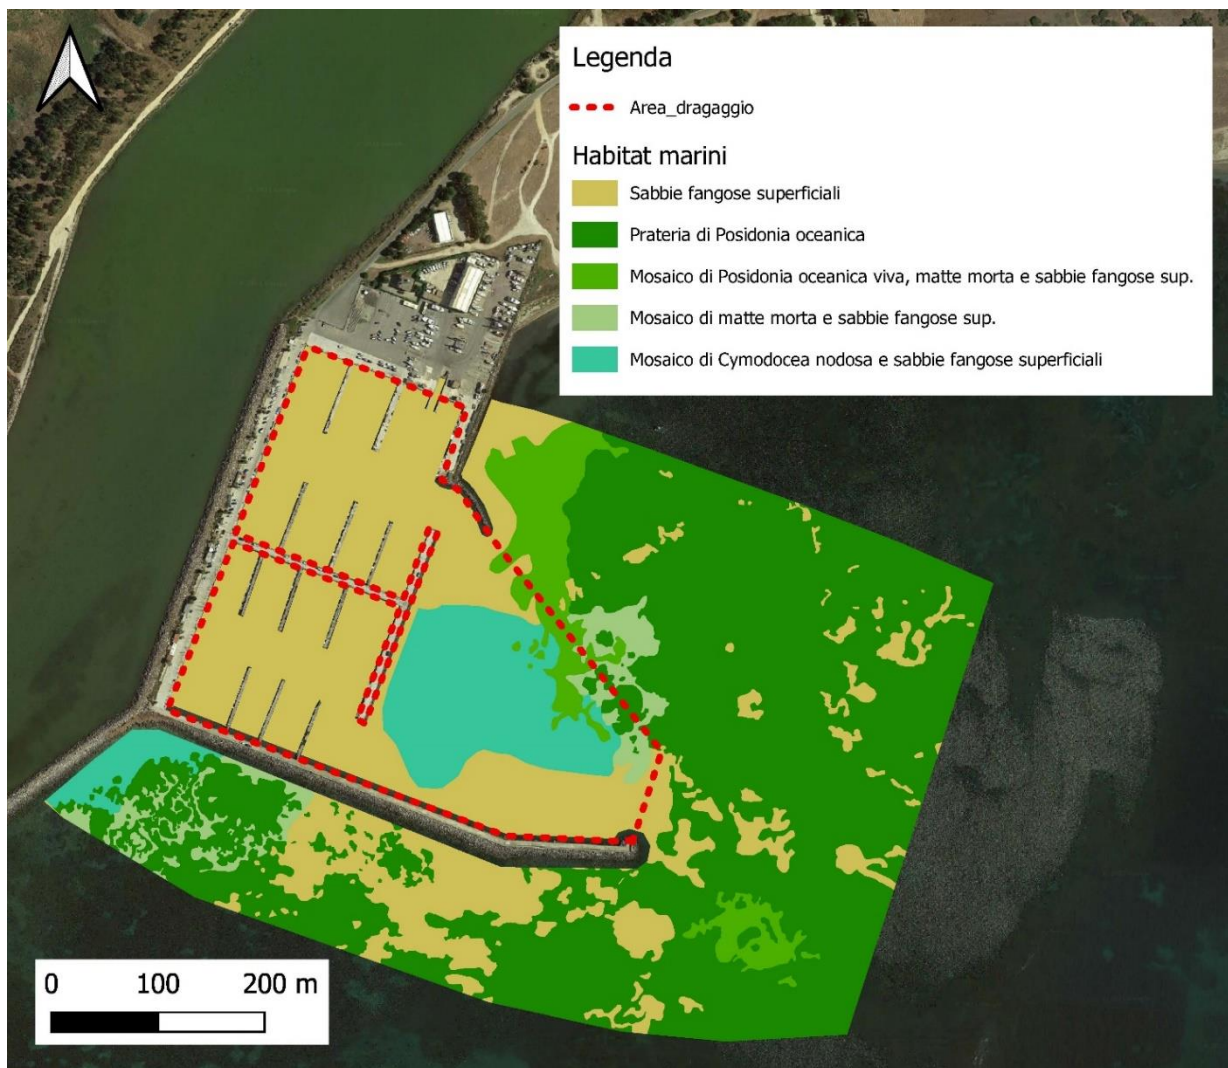 Legenda
Area_dragaggio
Habitat marini
Sabbie fangose superficiali
Prateria di Posidonia oceanica
Mosaico di Posidonia oceanica viva, matte morta e sabbie fangose sup.
Mosaico di matte morta e sabbie fangose sup.
Mosaico di Cymodocea nodosa e sabbie fangose superficiali
0 100 200 m